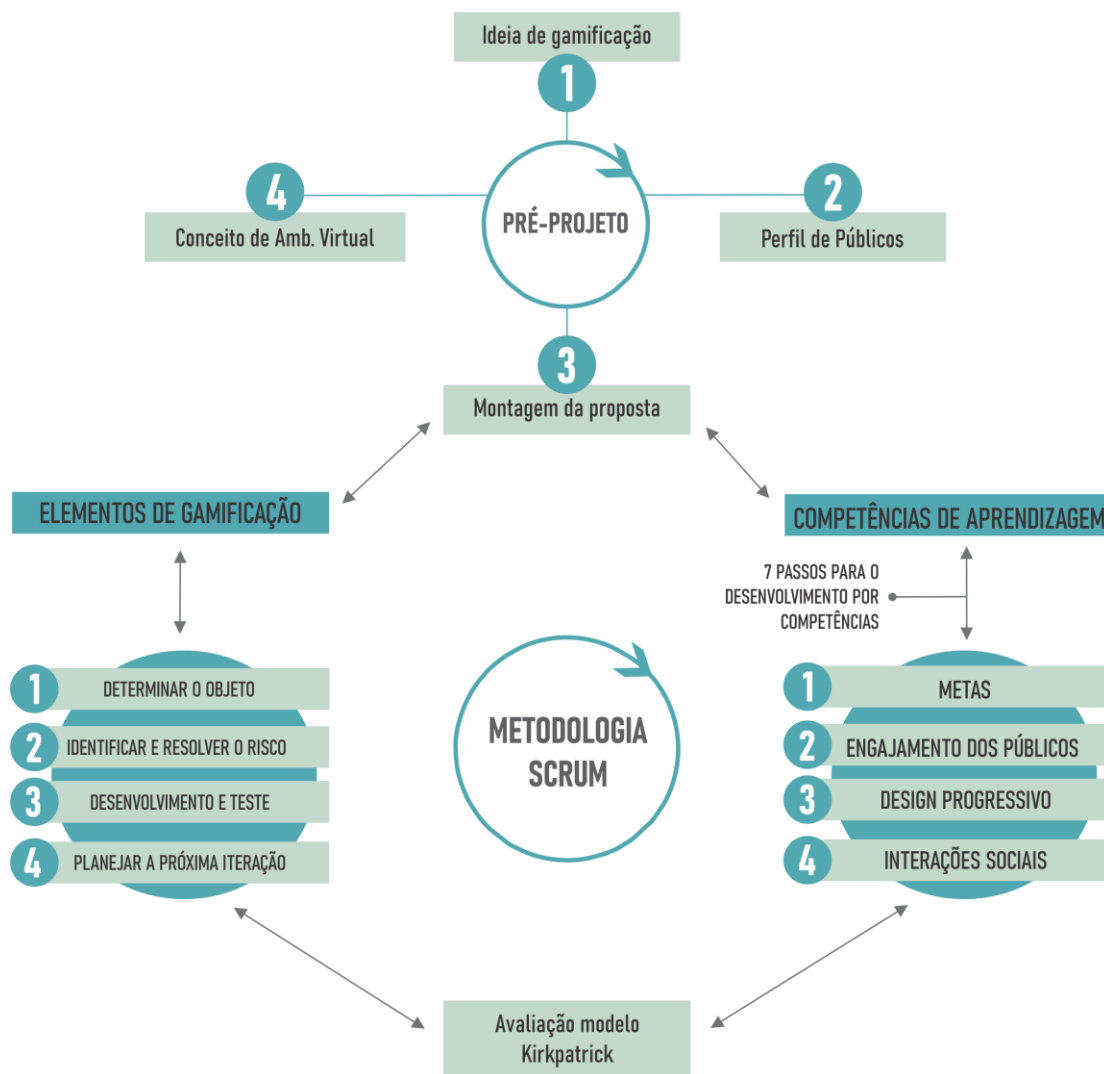 Ideia de gamificação
1
4
PRÉ-PROJETO
2
Conceito de Amb. Virtual
Perfil de Públicos
3
Montagem da proposta
ELEMENTOS DE GAMIFICAÇÃO
COMPETÊNCIAS DE APRENDIZAGEM
7 PASSOS PARA O
DESENVOLVIMENTO POR
COMPETÊNCIAS
1 DETERMINAR O OBJETO
2 IDENTIFICAR E RESOLVER O RISCO
3 DESENVOLVIMENTO E TESTE
4 PLANEJAR A PRÓXIMA ITERAÇÃO
METODOLOGIA
SCRUM
1 METAS
2 ENGAJAMENTO DOS PÚBLICOS
3 DESIGN PROGRESSIVO
4 INTERAÇÕES SOCIAIS
Avaliação modelo
Kirkpatrick